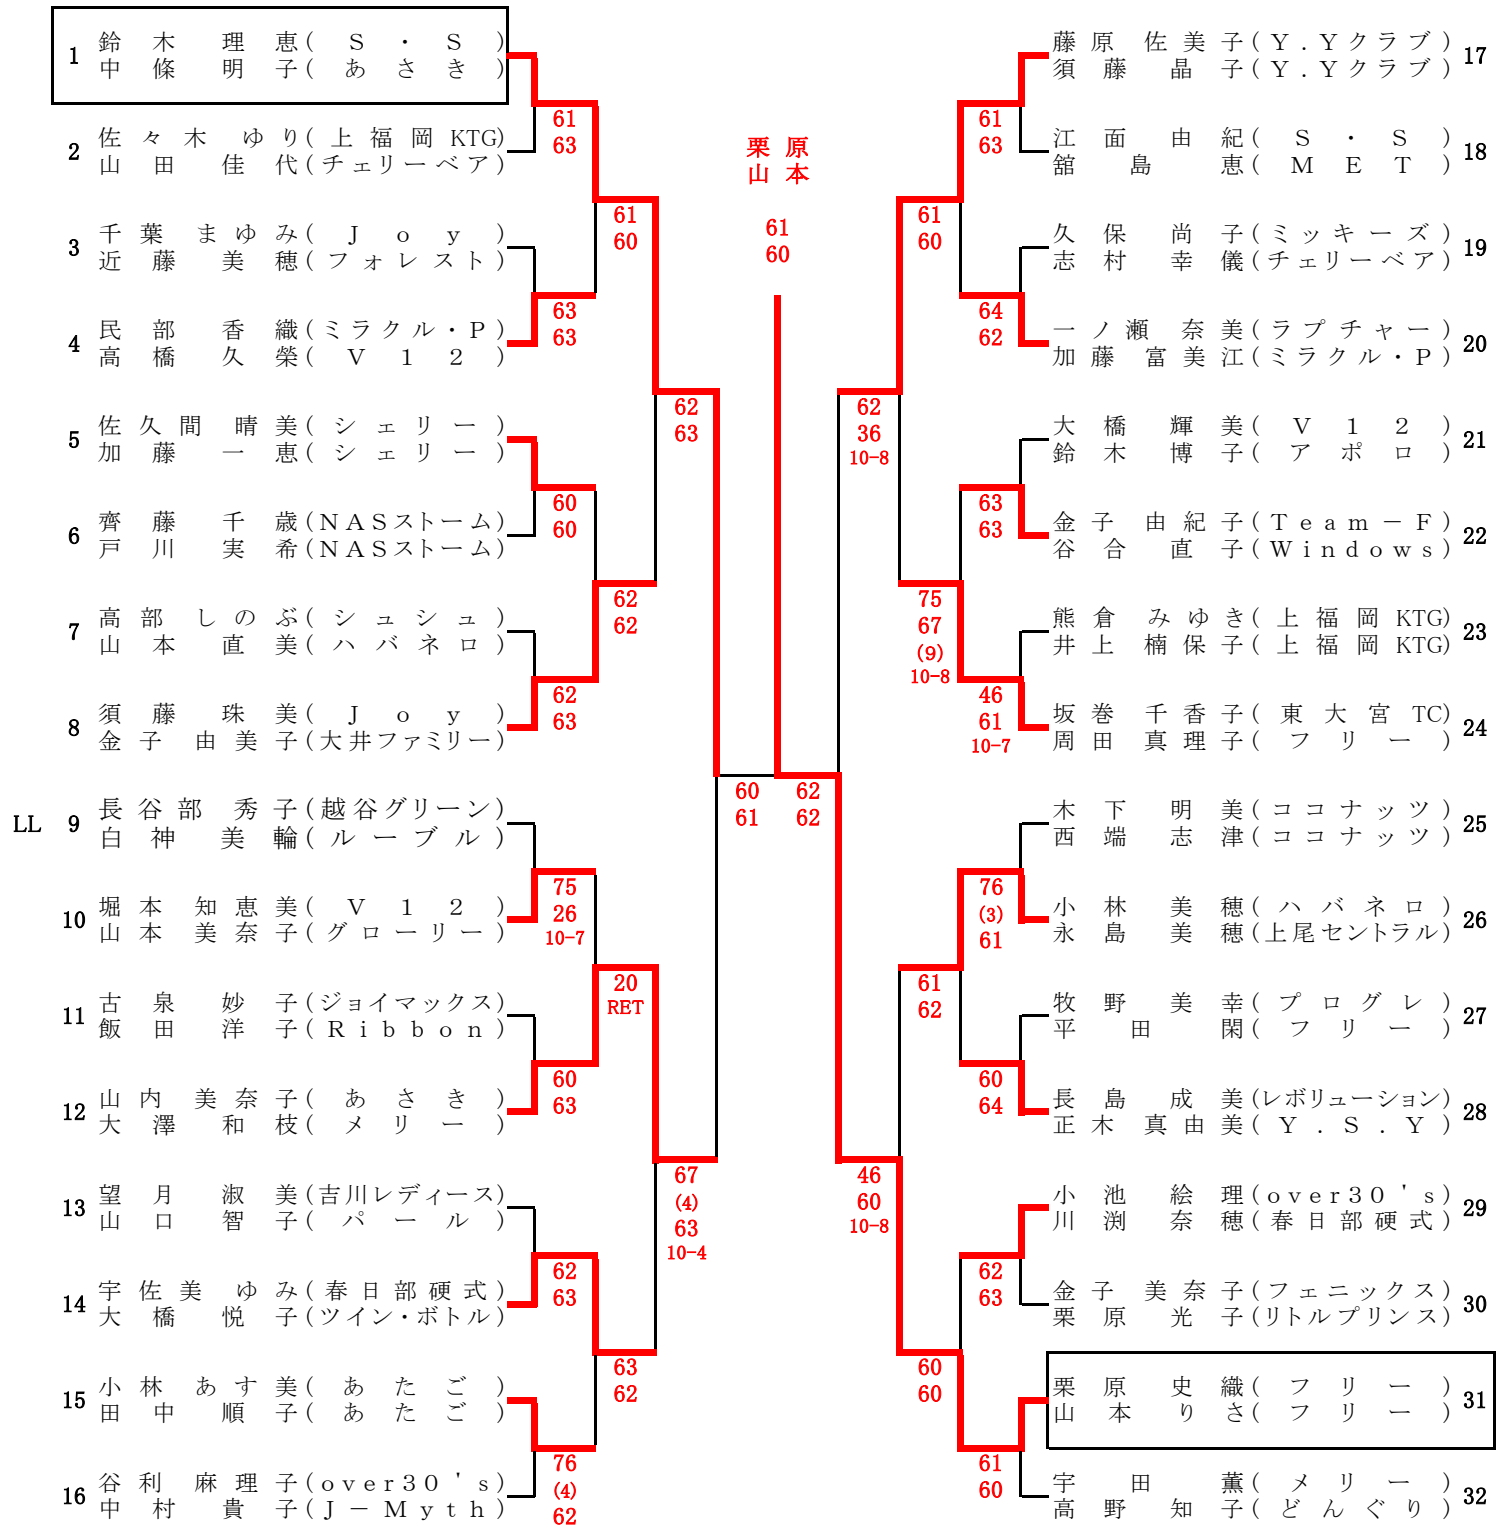 1 鈴木 理恵(S・S)
中條 明子(あさき)
2 佐々木 ゆり(上福岡KTG)
山田 佳代(チェリーベア)
3 千葉 まゆみ(Joy)
近藤 美穂(フォレスト)
4 民部 香織(ミラクル・P)
高橋 久榮(V12)
5 佐久間 晴美(シェリー)
加藤 一恵(シェリー)
6 齊藤 千歳(NASストーム)
戸川 実希(NASストーム)
7 高部 しのぶ(シュシュ)
山本 直美(ハバネロ)
8 須藤 珠美(Joy)
金子 由美子(大井ファミリー)
LL 9 長谷部 秀子(越谷グリーン)
白神 美輪(ルーブル)
10 堀本 知恵美(V12)
山本 美奈子(グローリー)
11 古泉 妙子(ジョイマックス)
飯田 洋子(Ribbon)
12 山内 美奈子(あさき)
大澤 和枝(メリー)
13 望月 淑美(吉川レディース)
山口 智子(パール)
14 宇佐美 ゆみ(春日部硬式)
大橋 悦子(ツイン・ボトル)
15 小林 あす美(あたご)
田中 順子(あたご)
16 谷利 麻理子(over30's)
中村 貴子(J－Myth)
61
63
63
63
60
60
62
63
75
26
10-7
60
63
62
63
76
(4)
62
61
60
62
62
20
RET
63
62
62
63
67
(4)
63
10-4
60
61
栗原
山本
61
60
62
62
62
36
10-8
46
60
10-8
61
60
75
67
(9)
10-8
61
62
60
60
61
63
64
62
63
63
46
61
10-7
76
(3)
61
60
64
62
63
61
60
藤原 佐美子(Y.Yクラブ) 17
須藤 晶子(Y.Yクラブ)
江面 由紀(S・S) 18
舘島 恵(MET)
久保 尚子(ミッキーズ) 19
志村 幸儀(チェリーベア)
一ノ瀬 奈美(ラプチャー) 20
加藤 富美江(ミラクル・P)
大橋 輝美(V12) 21
鈴木 博子(アポロ)
金子 由紀子(Team－F) 22
谷合 直子(Windows)
熊倉 みゆき(上福岡KTG) 23
井上 楠保子(上福岡KTG)
坂巻 千香子(東大宮TC) 24
周田 真理子(フリー)
木下 明美(ココナッツ) 25
西端 志津(ココナッツ)
小林 美穂(ハバネロ) 26
永島 美穂(上尾セントラル)
牧野 美幸(プログレ) 27
平田 閑(フリー)
長島 成美(レボリューション) 28
正木 真由美(Y.S.Y)
小池 絵理(over30's) 29
川渕 奈穂(春日部硬式)
金子 美奈子(フェニックス) 30
栗原 光子(リトルプリンス)
栗原 史織(フリー) 31
山本 りさ(フリー)
宇田 薫(メリー) 32
高野 知子(どんぐり)